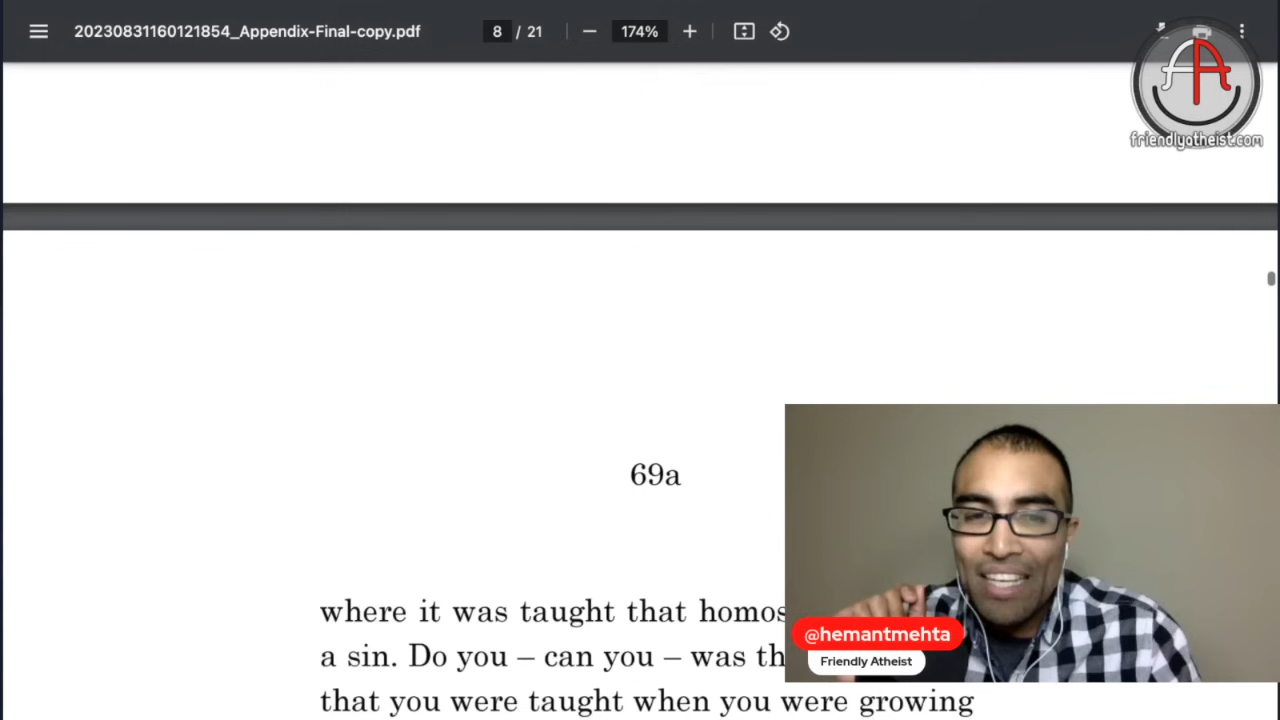 20230831160121854_Appendix-Final-copy.pdf 8 / 21 174%
friendlyatheist.com
69a
where it was taught that homos
a sin. Do you – can you – was th
that you were taught when you were growing
@hemantmehta
Friendly Atheist